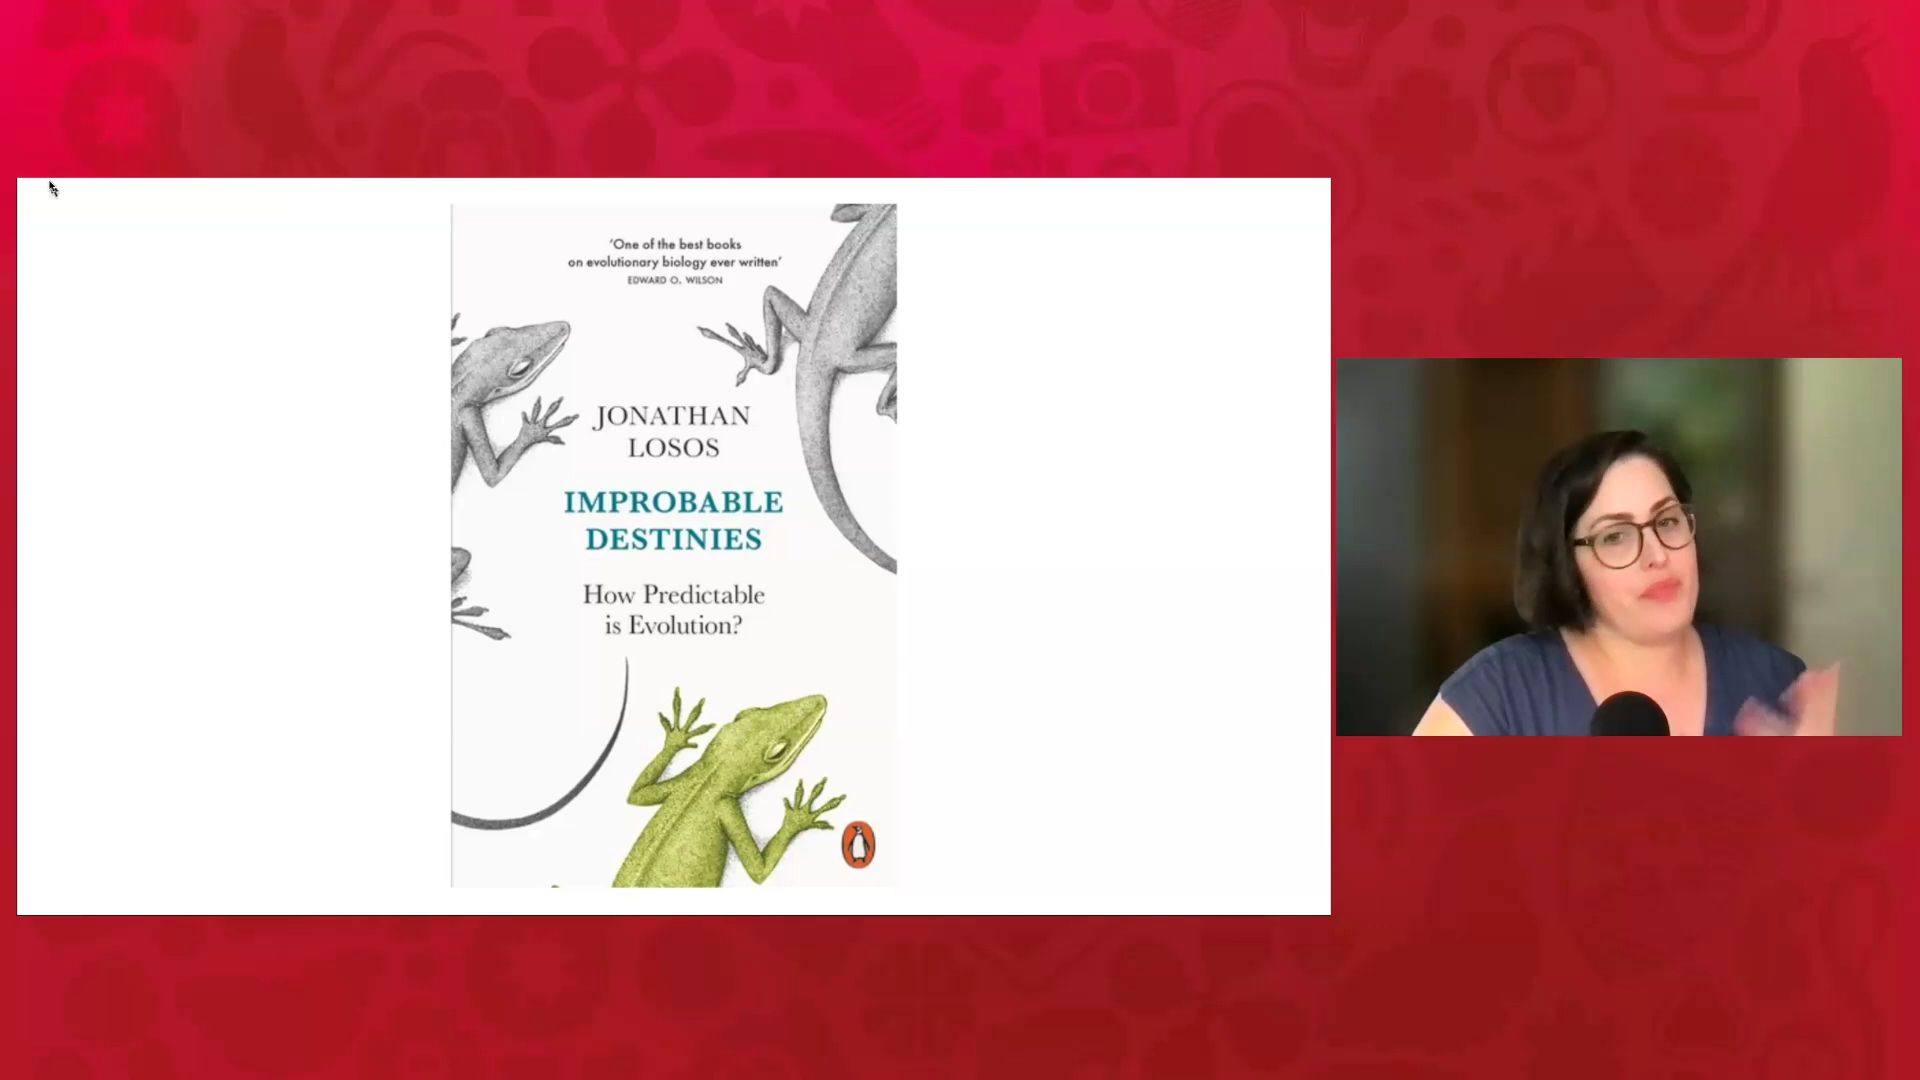 ‘One of the best books
on evolutionary biology ever written’
EDWARD O. WILSON
JONATHAN
LOSOS
IMPROBABLE
DESTINIES
How Predictable
is Evolution?